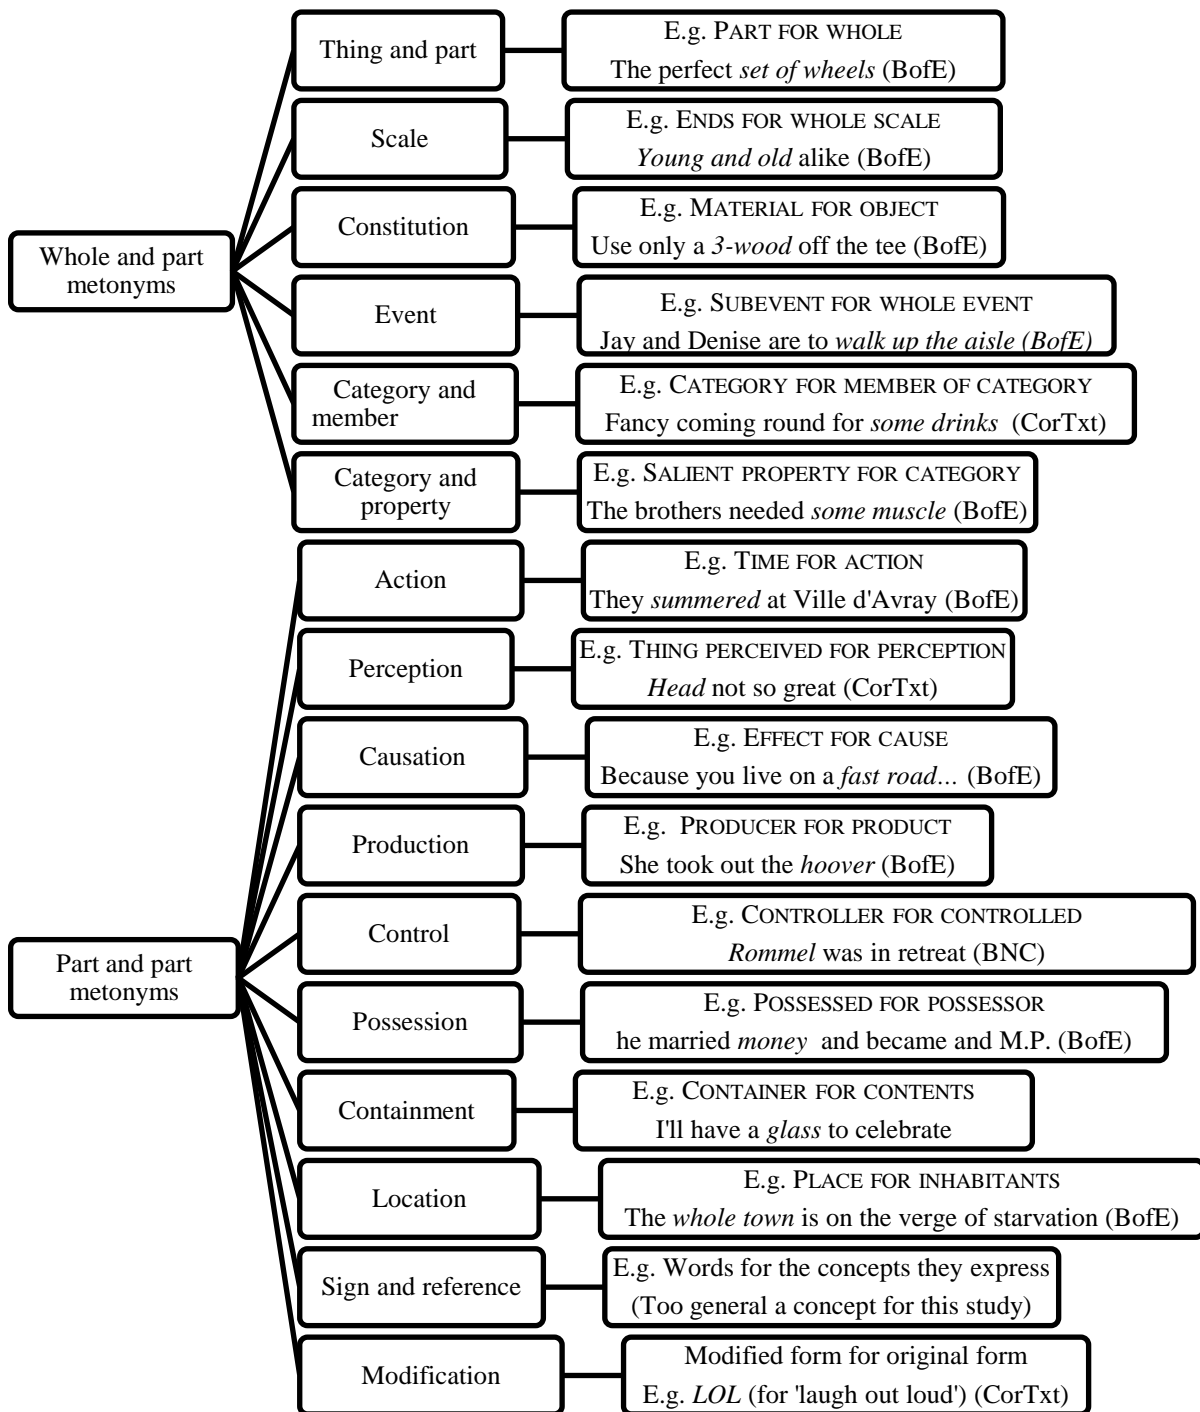 Whole and part
metonyms
Thing and part
E.g. PART FOR WHOLE
The perfect set of wheels (BofE)
Scale
E.g. ENDS FOR WHOLE SCALE
Young and old alike (BofE)
Constitution
E.g. MATERIAL FOR OBJECT
Use only a 3-wood off the tee (BofE)
Event
E.g. SUBEVENT FOR WHOLE EVENT
Jay and Denise are to walk up the aisle (BofE)
Category and
member
E.g. CATEGORY FOR MEMBER OF CATEGORY
Fancy coming round for some drinks (CorTxt)
Category and
property
E.g. SALIENT PROPERTY FOR CATEGORY
The brothers needed some muscle (BofE)
Part and part
metonyms
Action
E.g. TIME FOR ACTION
They summered at Ville d'Avray (BofE)
Perception
E.g. THING PERCEIVED FOR PERCEPTION
Head not so great (CorTxt)
Causation
E.g. EFFECT FOR CAUSE
Because you live on a fast road... (BofE)
Production
E.g. PRODUCER FOR PRODUCT
She took out the hoover (BofE)
Control
E.g. CONTROLLER FOR CONTROLLED
Rommel was in retreat (BNC)
Possession
E.g. POSSESSED FOR POSSESSOR
he married money and became and M.P. (BofE)
Containment
E.g. CONTAINER FOR CONTENTS
I'll have a glass to celebrate
Location
E.g. PLACE FOR INHABITANTS
The whole town is on the verge of starvation (BofE)
Sign and reference
E.g. Words for the concepts they express
(Too general a concept for this study)
Modification
Modified form for original form
E.g. LOL (for 'laugh out loud') (CorTxt)